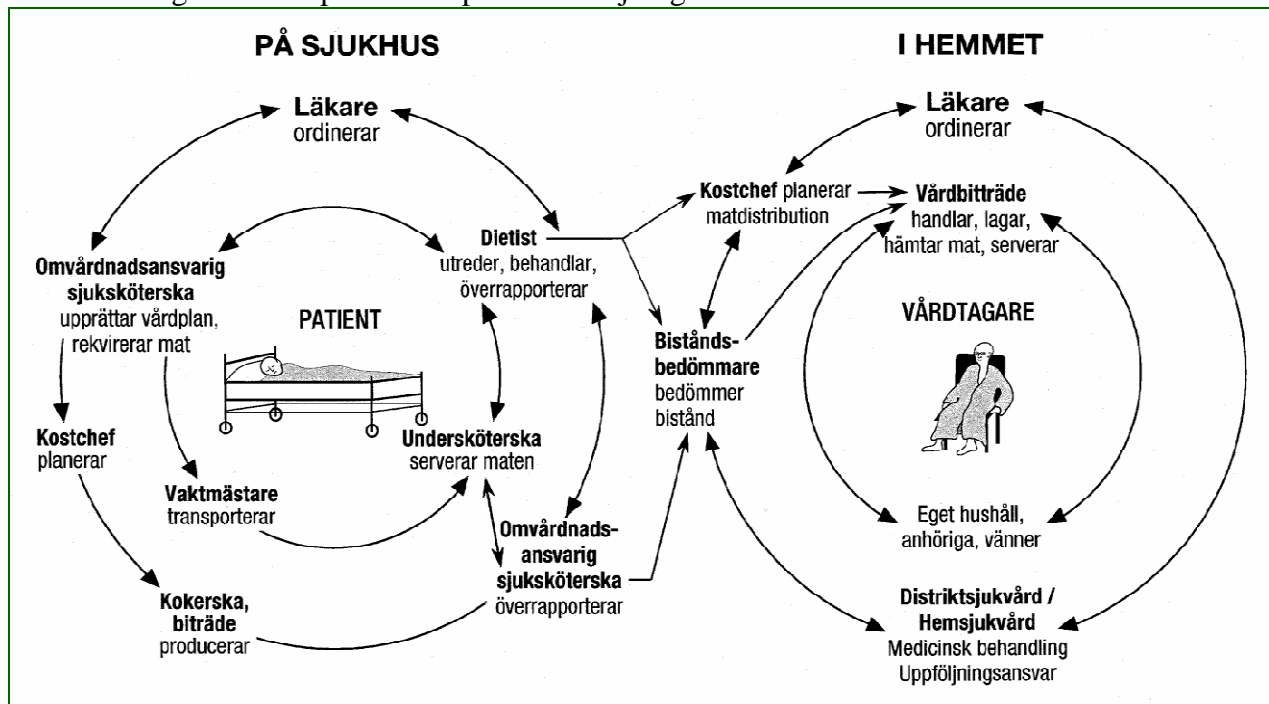 PÅ SJUKHUS
Läkare
ordinerar
Omvårdnadsansvarig
sjuksköterska
upprättar vårdplan,
rekvirerar mat
Dietist
utreder, behandlar,
överrapporterar
PATIENT
Kostchef
planerar
Undersköterska
serverar maten
Vaktmästare
transporterar
Omvårdnads-
ansvarig
sjuksköterska
överrapporterar
Kokerska,
biträde
producerar
I HEMMET
Läkare
ordinerar
Kostchef planerar
matdistribution
Vårdbitträde
handlar, lagar,
hämtar mat, serverar
Bistånds-
bedömmare
bedömmer
bistånd
VÅRDTAGARE
Eget hushåll,
anhöriga, vänner
Distriktsjukvård /
Hemsjukvård
Medicinsk behandling
Uppföljningsansvar